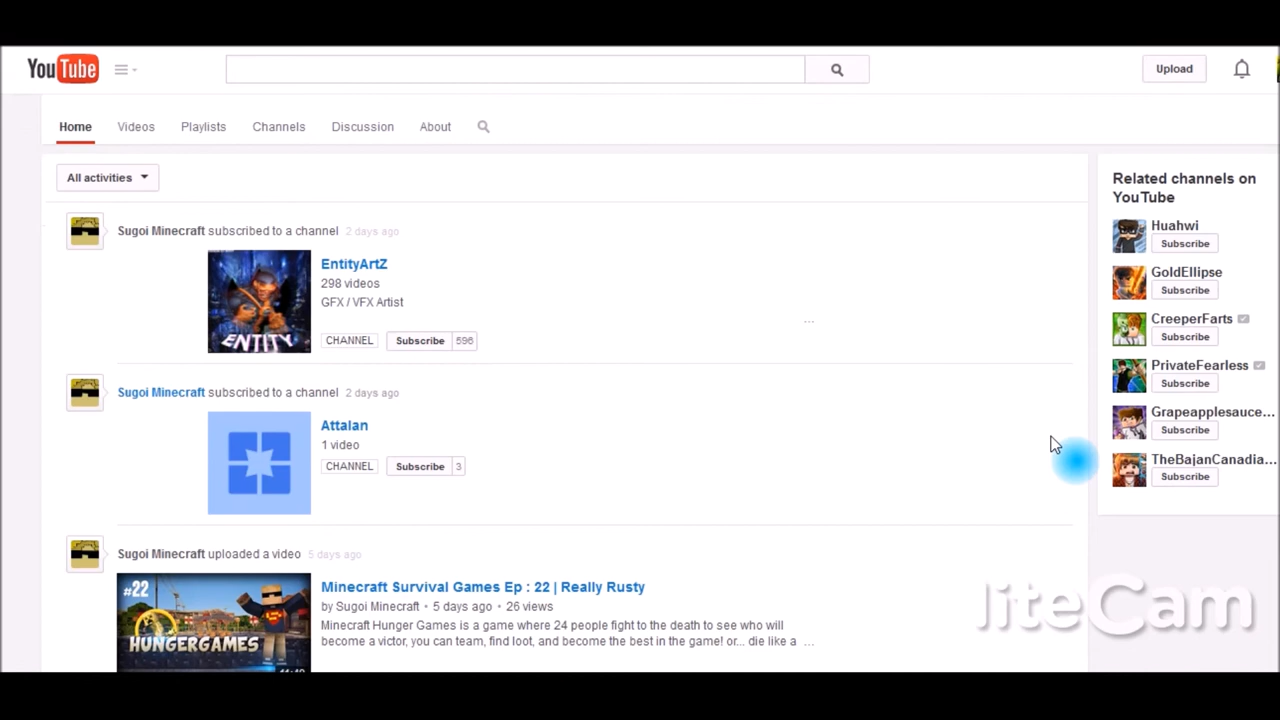 YouTube
Upload
Home Videos Playlists Channels Discussion About
All activities
Sugoi Minecraft subscribed to a channel 2 days ago
ENTITY
EntityArtZ
298 videos
GFX / VFX Artist
...
CHANNEL Subscribe 596
Sugoi Minecraft subscribed to a channel 2 days ago
Attalan
1 video
CHANNEL Subscribe 3
Sugoi Minecraft uploaded a video 5 days ago
#22
HUNGERGAMES
Minecraft Survival Games Ep : 22 | Really Rusty
by Sugoi Minecraft • 5 days ago • 26 views
Minecraft Hunger Games is a game where 24 people fight to the death to see who will
become a victor, you can team, find loot, and become the best in the game! or... die like a ...
Related channels on
YouTube
Huahwi
Subscribe
GoldEllipse
Subscribe
CreeperFarts
Subscribe
PrivateFearless
Subscribe
Grapeapplesauce...
Subscribe
TheBajanCanadia...
Subscribe
liteCam